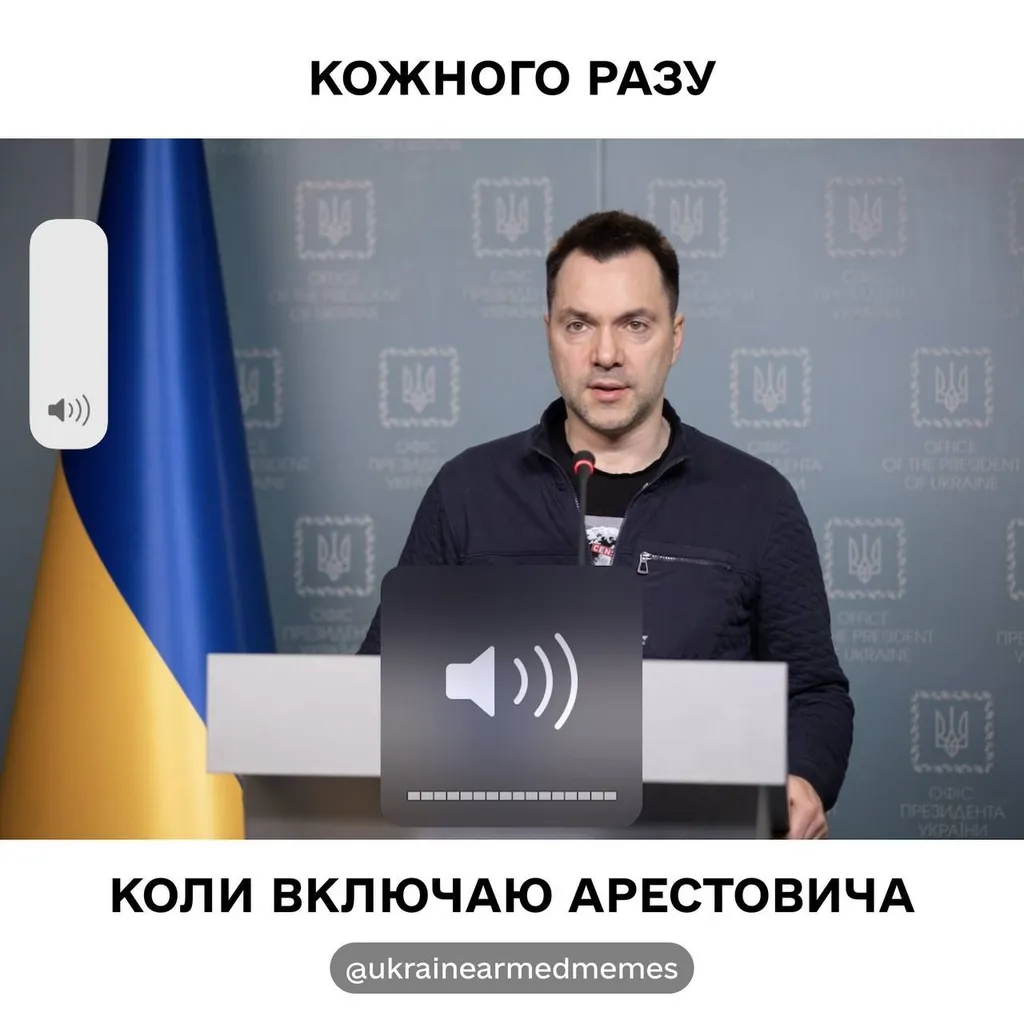 КОЖНОГО РАЗУ
ОФІС
ПРЕЗИДЕНТА
УКРАЇНИ
OFFICE
OF THE PRESIDENT
OF UKRAINE
КОЛИ ВКЛЮЧАЮ АРЕСТОВИЧА
@ukrainearmedmemes